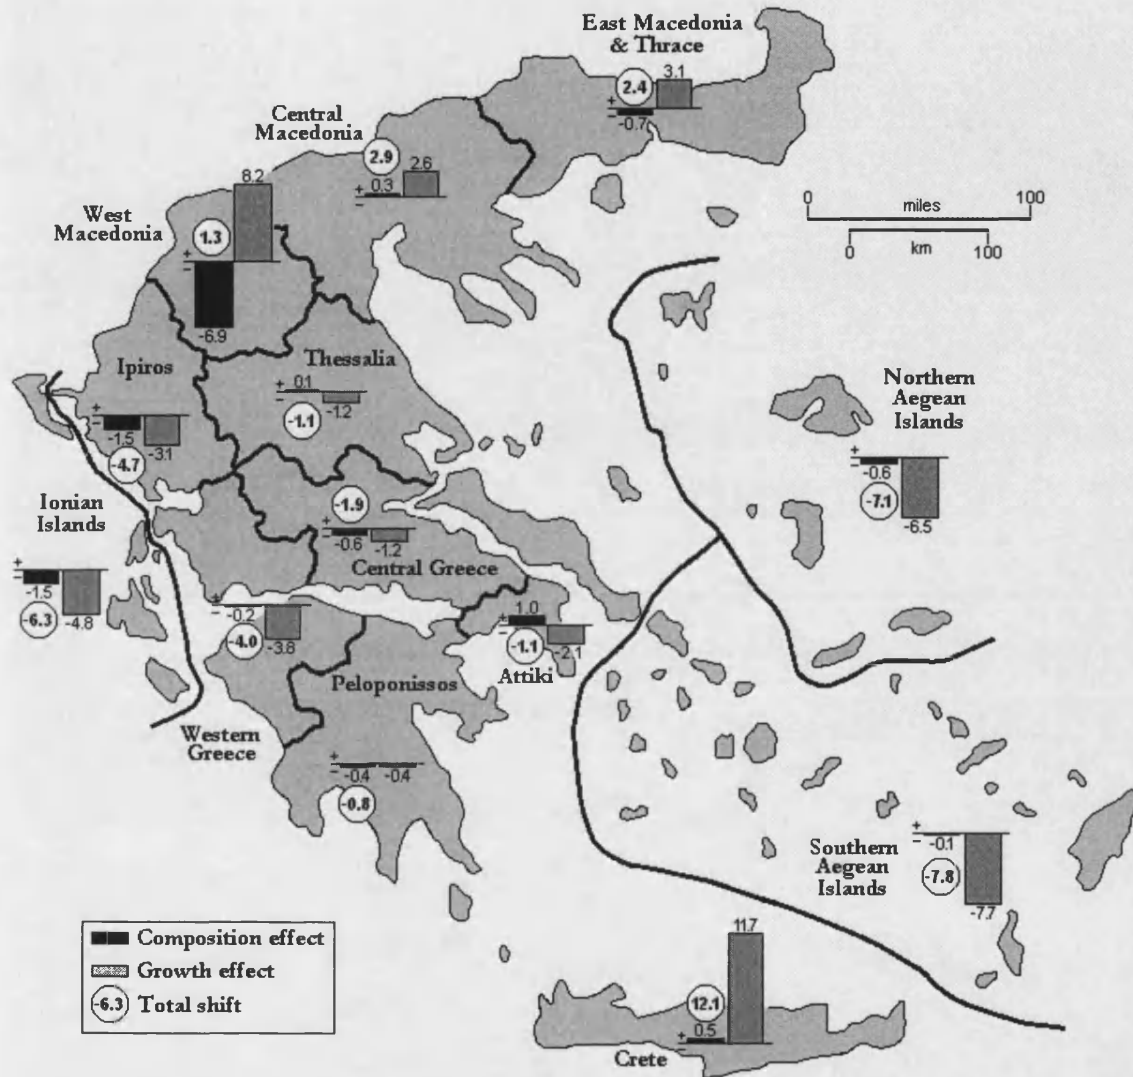 East Macedonia
& Thrace
2.4
3.1
+
−
-0.7
Central
Macedonia
2.9
2.6
+
0.3
−
8.2
West
Macedonia
1.3
+
−
-6.9
0
miles
100
0
km
100
Ipiros
+
−
-1.5
-3.1
-4.7
Thessalia
+
0.1
−
-1.2
-1.1
Northern
Aegean
Islands
+
−
-0.6
-7.1
-6.5
Ionian
Islands
+
−
-1.5
-6.3
-4.8
-1.9
+
−
-0.6
-1.2
Central Greece
+
-0.2
−
-4.0
-3.8
1.0
+
−
-1.1
-2.1
Attiki
Peloponissos
Western
Greece
+
−
-0.4
-0.4
-0.8
Southern
Aegean
Islands
+
−
-0.1
-7.8
-7.7
Composition effect
Growth effect
-6.3 Total shift
11.7
12.1
+
0.5
−
Crete